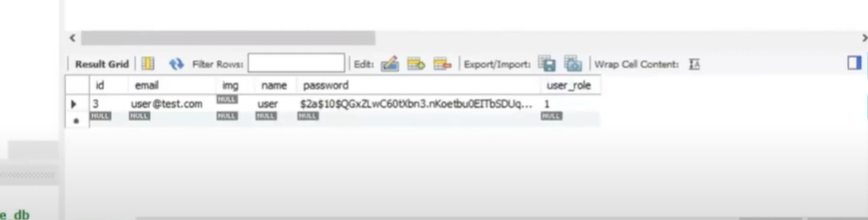 Result Grid Filter Rows: Edit: Export/Import: Wrap Cell Content:
id email img name password user_role
3 user@test.com NULL user $2a$10$QGxZLwC60tXbn3.nKoetbu0EITbSDUq... 1
NULL NULL NULL NULL NULL NULL
e_db